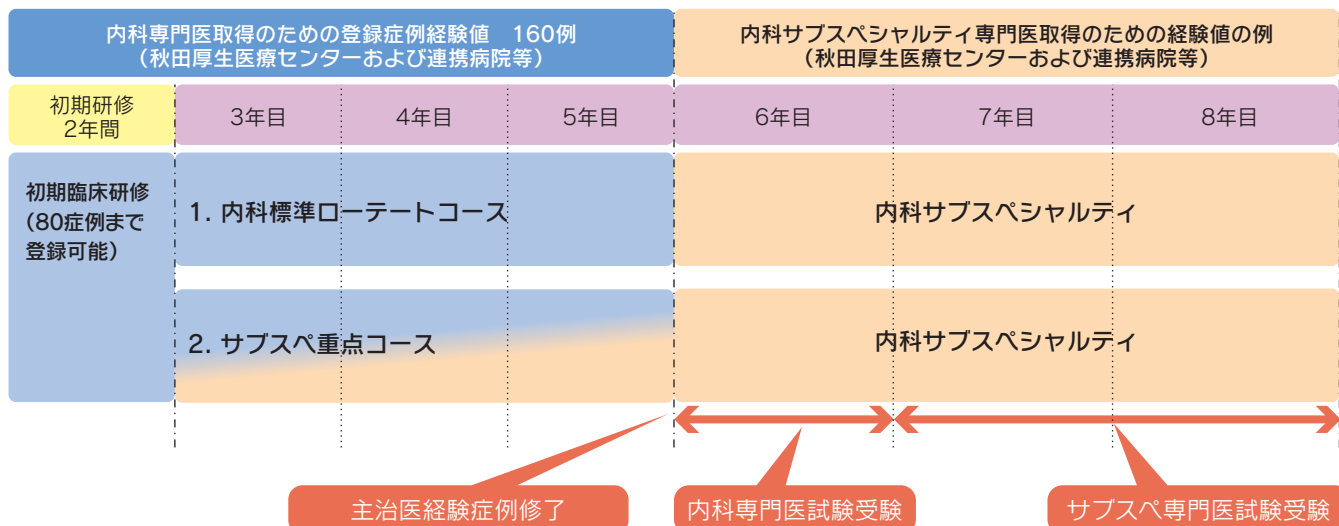 内科専門医取得のための登録症例経験値　160例
(秋田厚生医療センターおよび連携病院等)
内科サブスペシャルティ専門医取得のための経験値の例
(秋田厚生医療センターおよび連携病院等)
初期研修
2年間
3年目
4年目
5年目
6年目
7年目
8年目
初期臨床研修
(80症例まで
登録可能)
1. 内科標準ローテートコース
内科サブスペシャルティ
2. サブスペ重点コース
内科サブスペシャルティ
主治医経験症例修了
内科専門医試験受験
サブスペ専門医試験受験